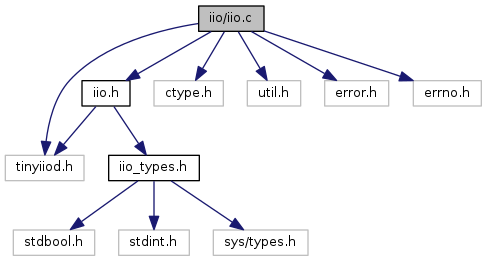 iio/iio.c
iio.h
ctype.h
util.h
error.h
errno.h
tinyiiod.h
iio_types.h
stdbool.h
stdint.h
sys/types.h